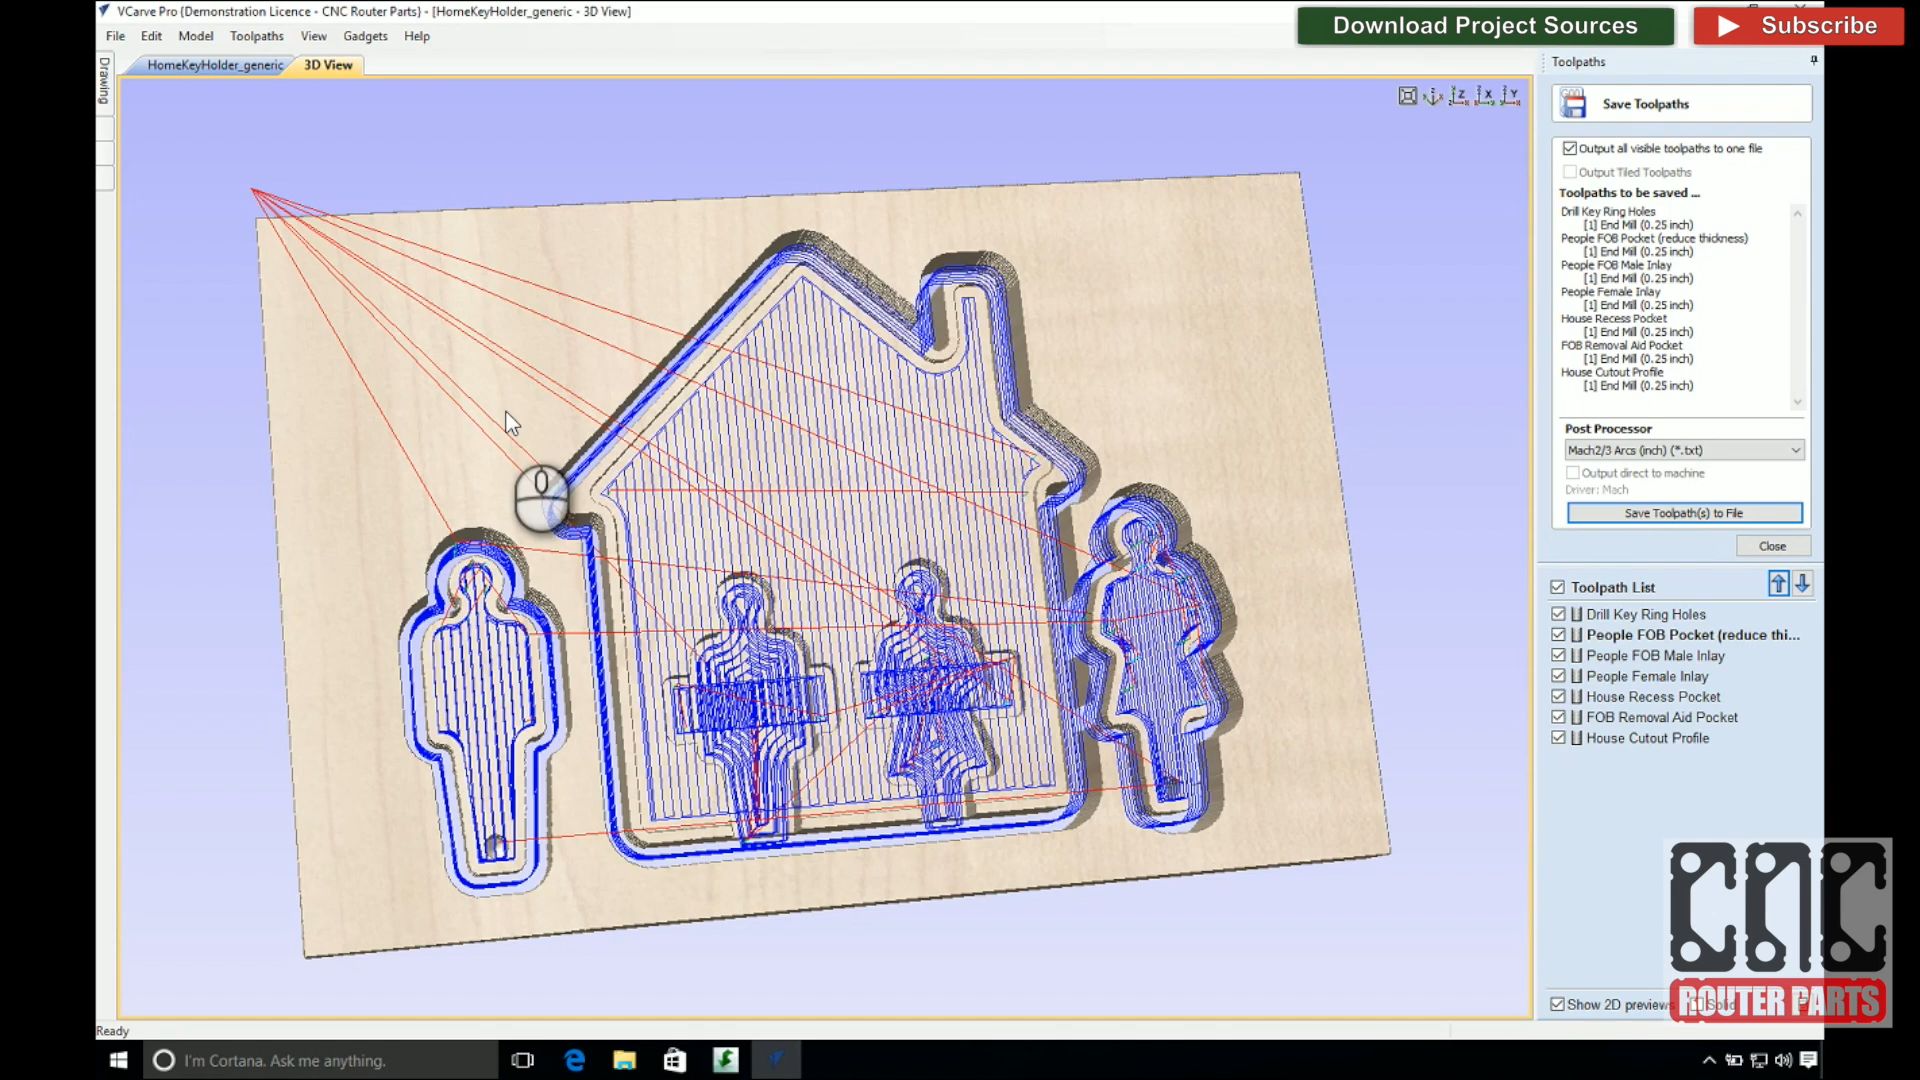 VCarve Pro {Demonstration Licence - CNC Router Parts} - [HomeKeyHolder_generic - 3D View]
Download Project Sources
Subscribe
File Edit Model Toolpaths View Gadgets Help
HomeKeyHolder_generic
3D View
Drawing
Z
X
Y
Toolpaths
Save Toolpaths
Output all visible toolpaths to one file
Output Tiled Toolpaths
Toolpaths to be saved ...
Drill Key Ring Holes
[1] End Mill (0.25 inch)
People FOB Pocket (reduce thickness)
[1] End Mill (0.25 inch)
People FOB Male Inlay
[1] End Mill (0.25 inch)
People Female Inlay
[1] End Mill (0.25 inch)
House Recess Pocket
[1] End Mill (0.25 inch)
FOB Removal Aid Pocket
[1] End Mill (0.25 inch)
House Cutout Profile
[1] End Mill (0.25 inch)
Post Processor
Mach2/3 Arcs (inch) (*.txt)
Output direct to machine
Driver: Mach
Save Toolpath(s) to File
Close
Toolpath List
Drill Key Ring Holes
People FOB Pocket (reduce thi...
People FOB Male Inlay
People Female Inlay
House Recess Pocket
FOB Removal Aid Pocket
House Cutout Profile
Show 2D previews
Solid
CNC
ROUTER PARTS
Ready
I'm Cortana. Ask me anything.